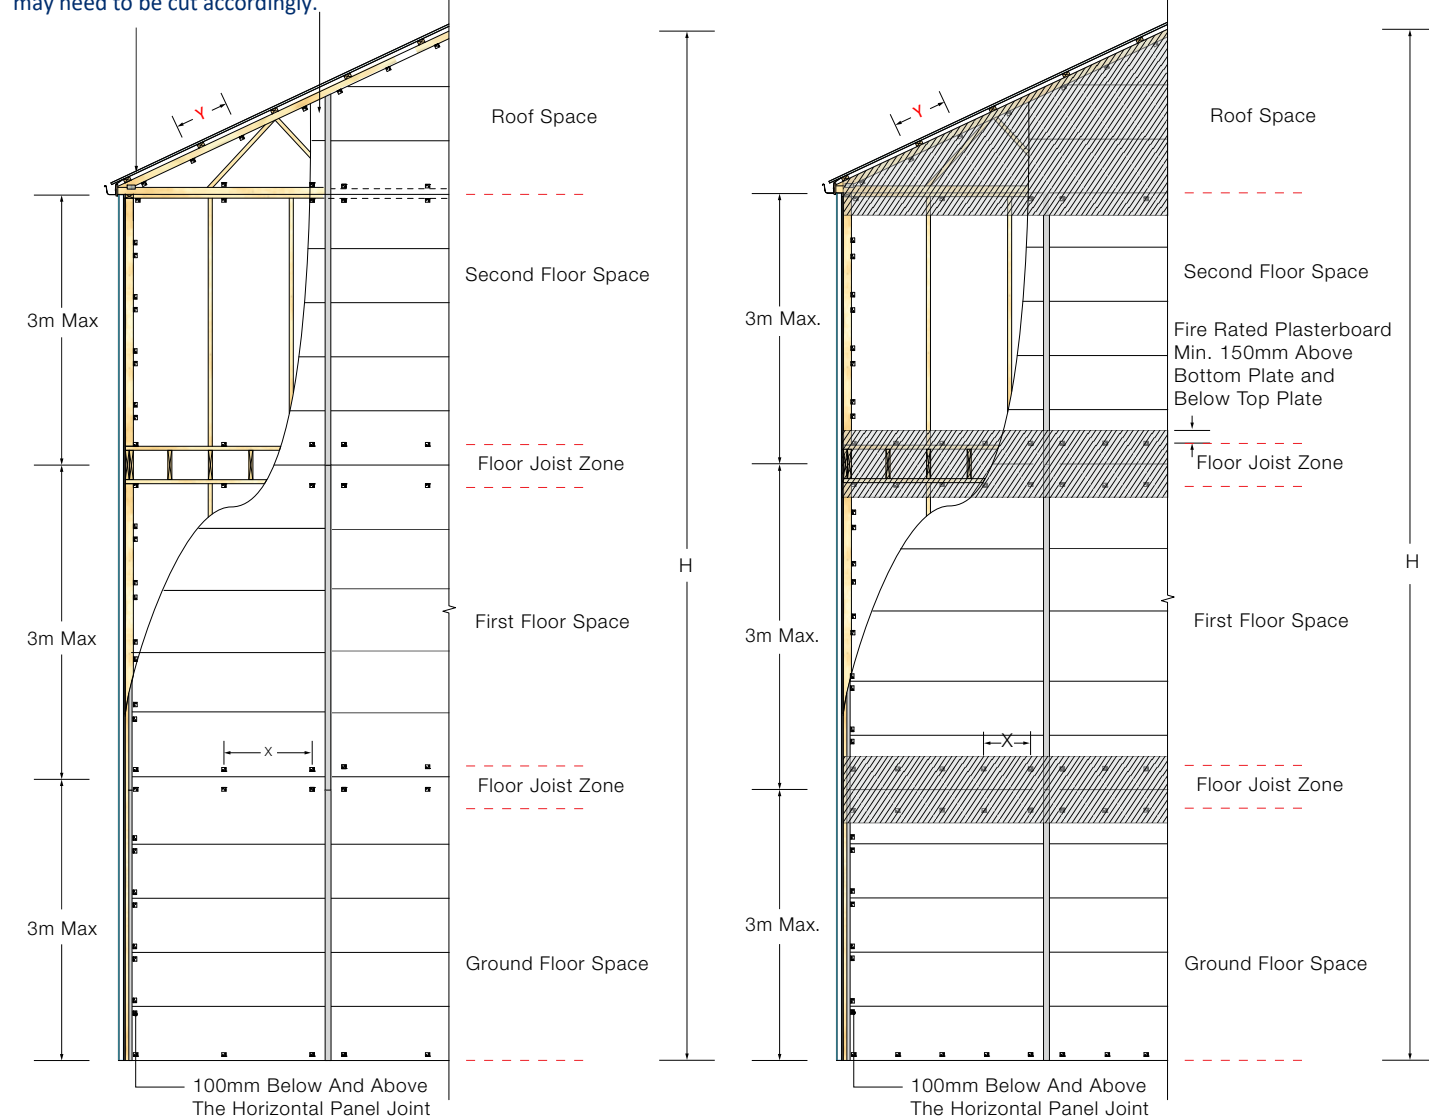 may need to be cut accordingly.
Y
Roof Space
Second Floor Space
3m Max
Floor Joist Zone
H
First Floor Space
3m Max
X
Floor Joist Zone
3m Max
Ground Floor Space
100mm Below And Above
The Horizontal Panel Joint
Y
Roof Space
Second Floor Space
3m Max.
Fire Rated Plasterboard
Min. 150mm Above
Bottom Plate and
Below Top Plate
Floor Joist Zone
H
First Floor Space
3m Max.
X
Floor Joist Zone
3m Max.
Ground Floor Space
100mm Below And Above
The Horizontal Panel Joint